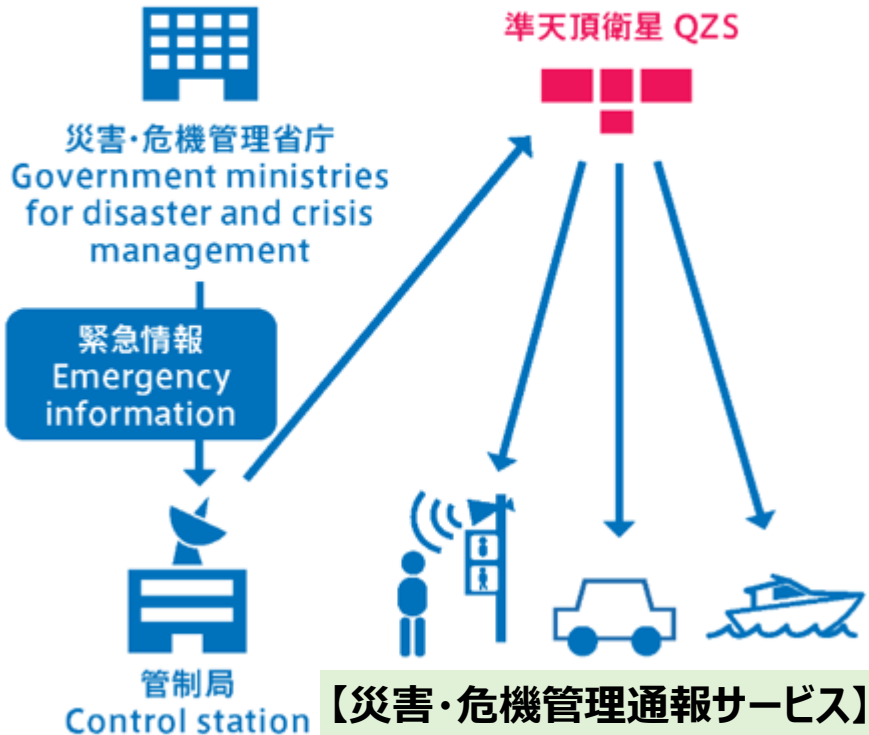 準天頂衛星 QZS
災害・危機管理省庁
Government ministries
for disaster and crisis
management
緊急情報
Emergency
information
管制局
Control station
【災害・危機管理通報サービス】